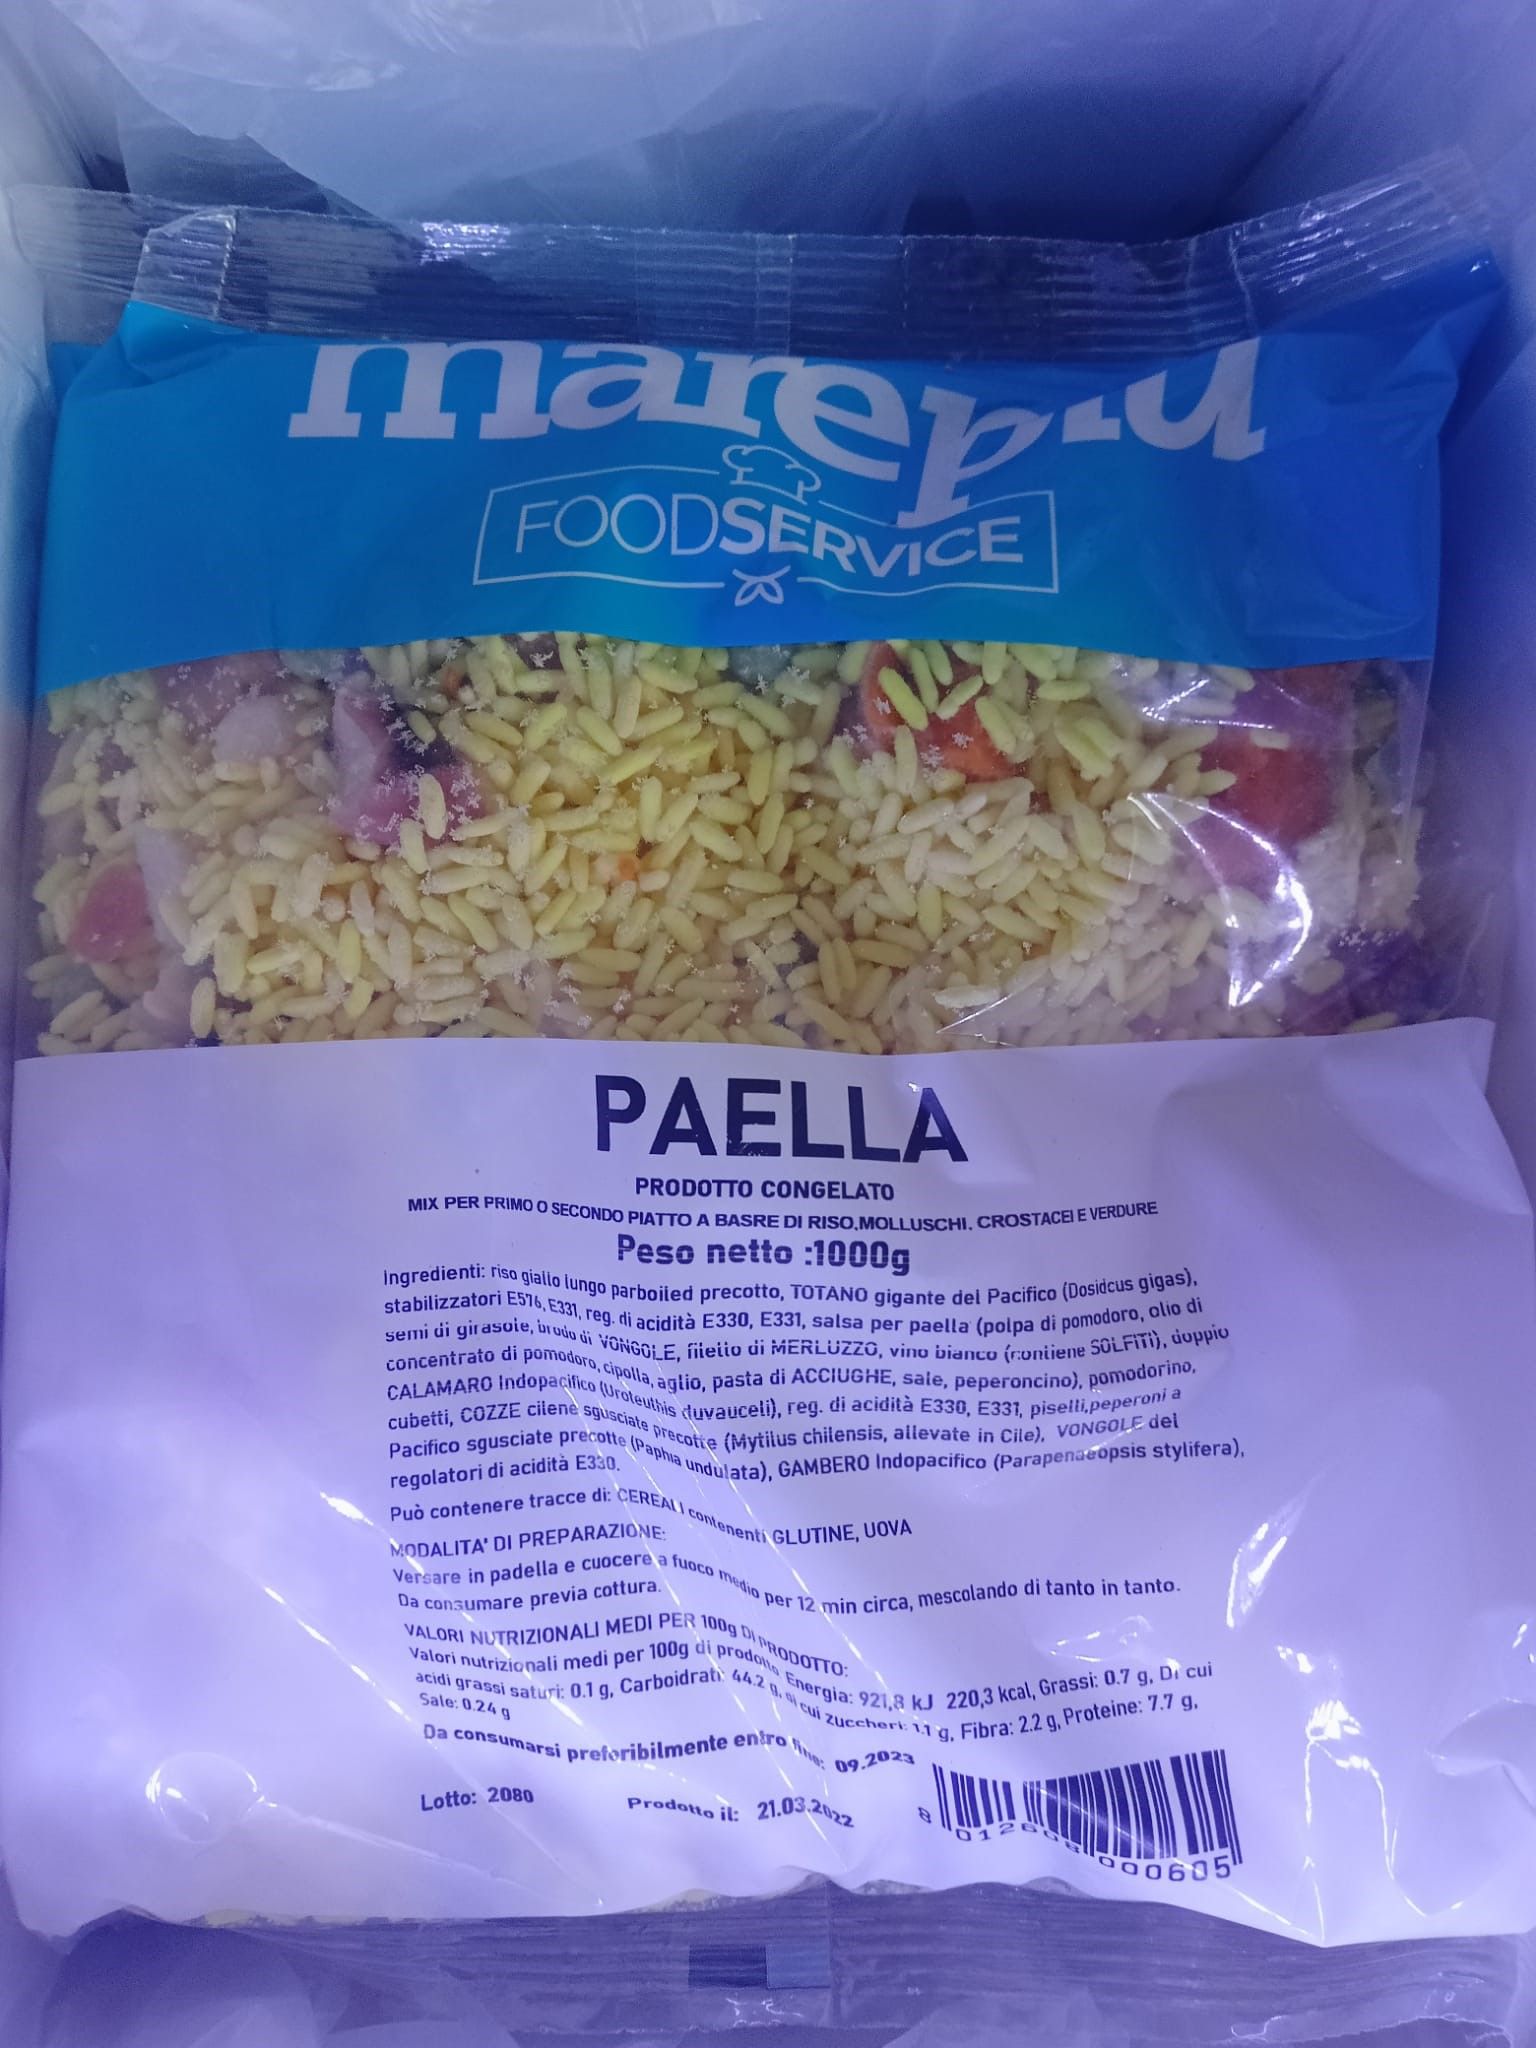 marepiù
FOODSERVICE
PAELLA
PRODOTTO CONGELATO
MIX PER PRIMO O SECONDO PIATTO A BASRE DI RISO,MOLLUSCHI. CROSTACEI E VERDURE
Peso netto :1000g
Ingredienti: riso giallo lungo parboiled precotto, TOTANO gigante del Pacifico (Dosidcus gigas),
stabilizzatori E576, E331, reg. di acidità E330, E331, salsa per paella (polpa di pomodoro, olio di
semi di girasole, brodo di VONGOLE, filetto di MERLUZZO, vino bianco (contiene SOLFITI), doppio
concentrato di pomodoro, cipolla, aglio, pasta di ACCIUGHE, sale, peperoncino), pomodorino,
CALAMARO Indopacifico (Uroteuthis duvauceli), reg. di acidità E330, E331, piselli,peperoni a
cubetti, COZZE cilene sgusciate precotte (Mytilus chilensis, allevate in Cile), VONGOLE del
Pacifico sgusciate precotte (Paphia undulata), GAMBERO Indopacifico (Parapenaeopsis stylifera),
regolatori di acidità E330.
Può contenere tracce di: CEREALI contenenti GLUTINE, UOVA
MODALITA' DI PREPARAZIONE:
Versare in padella e cuocere a fuoco medio per 12 min circa, mescolando di tanto in tanto.
Da consumare previa cottura.
VALORI NUTRIZIONALI MEDI PER 100g DI PRODOTTO:
Valori nutrizionali medi per 100g di prodotto Energia: 921,8 kJ 220,3 kcal, Grassi: 0.7 g, Di cui
acidi grassi saturi: 0.1 g, Carboidrati: 44.2 g, di cui zuccheri: 1.1 g, Fibra: 2.2 g, Proteine: 7.7 g,
Sale: 0.24 g
Da consumarsi preferibilmente entro fine: 09.2023
Lotto: 2080 Prodotto il: 21.03.2022
8 012608 000605